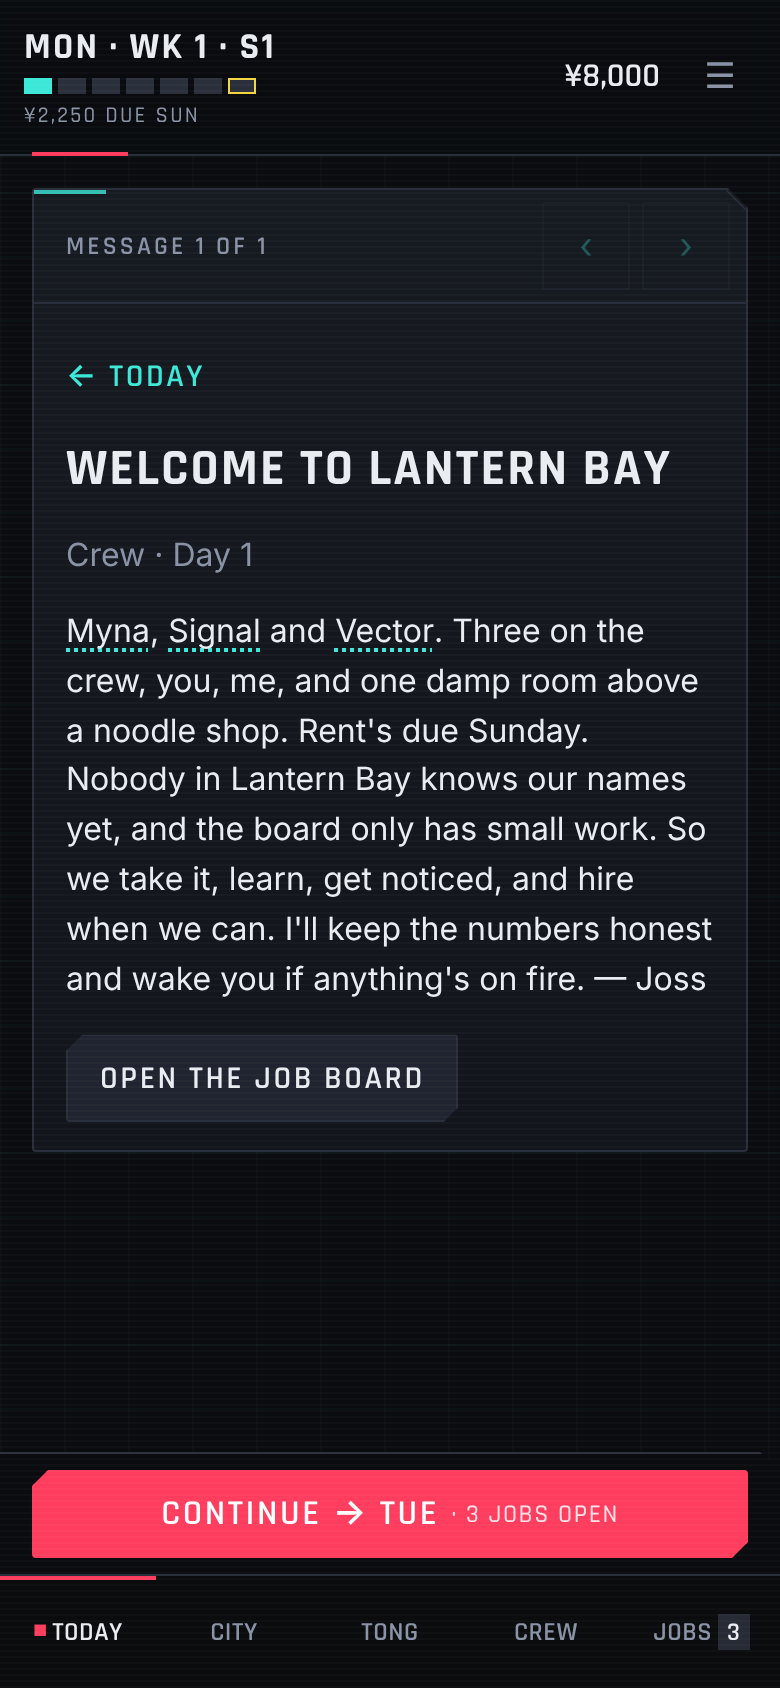 MON · WK 1 · S1
¥2,250 DUE SUN
¥8,000
MESSAGE 1 OF 1
← TODAY
WELCOME TO LANTERN BAY
Crew · Day 1
Myna, Signal and Vector. Three on the
crew, you, me, and one damp room above
a noodle shop. Rent's due Sunday.
Nobody in Lantern Bay knows our names
yet, and the board only has small work. So
we take it, learn, get noticed, and hire
when we can. I'll keep the numbers honest
and wake you if anything's on fire. — Joss
OPEN THE JOB BOARD
CONTINUE → TUE · 3 JOBS OPEN
TODAY CITY TONG CREW JOBS 3